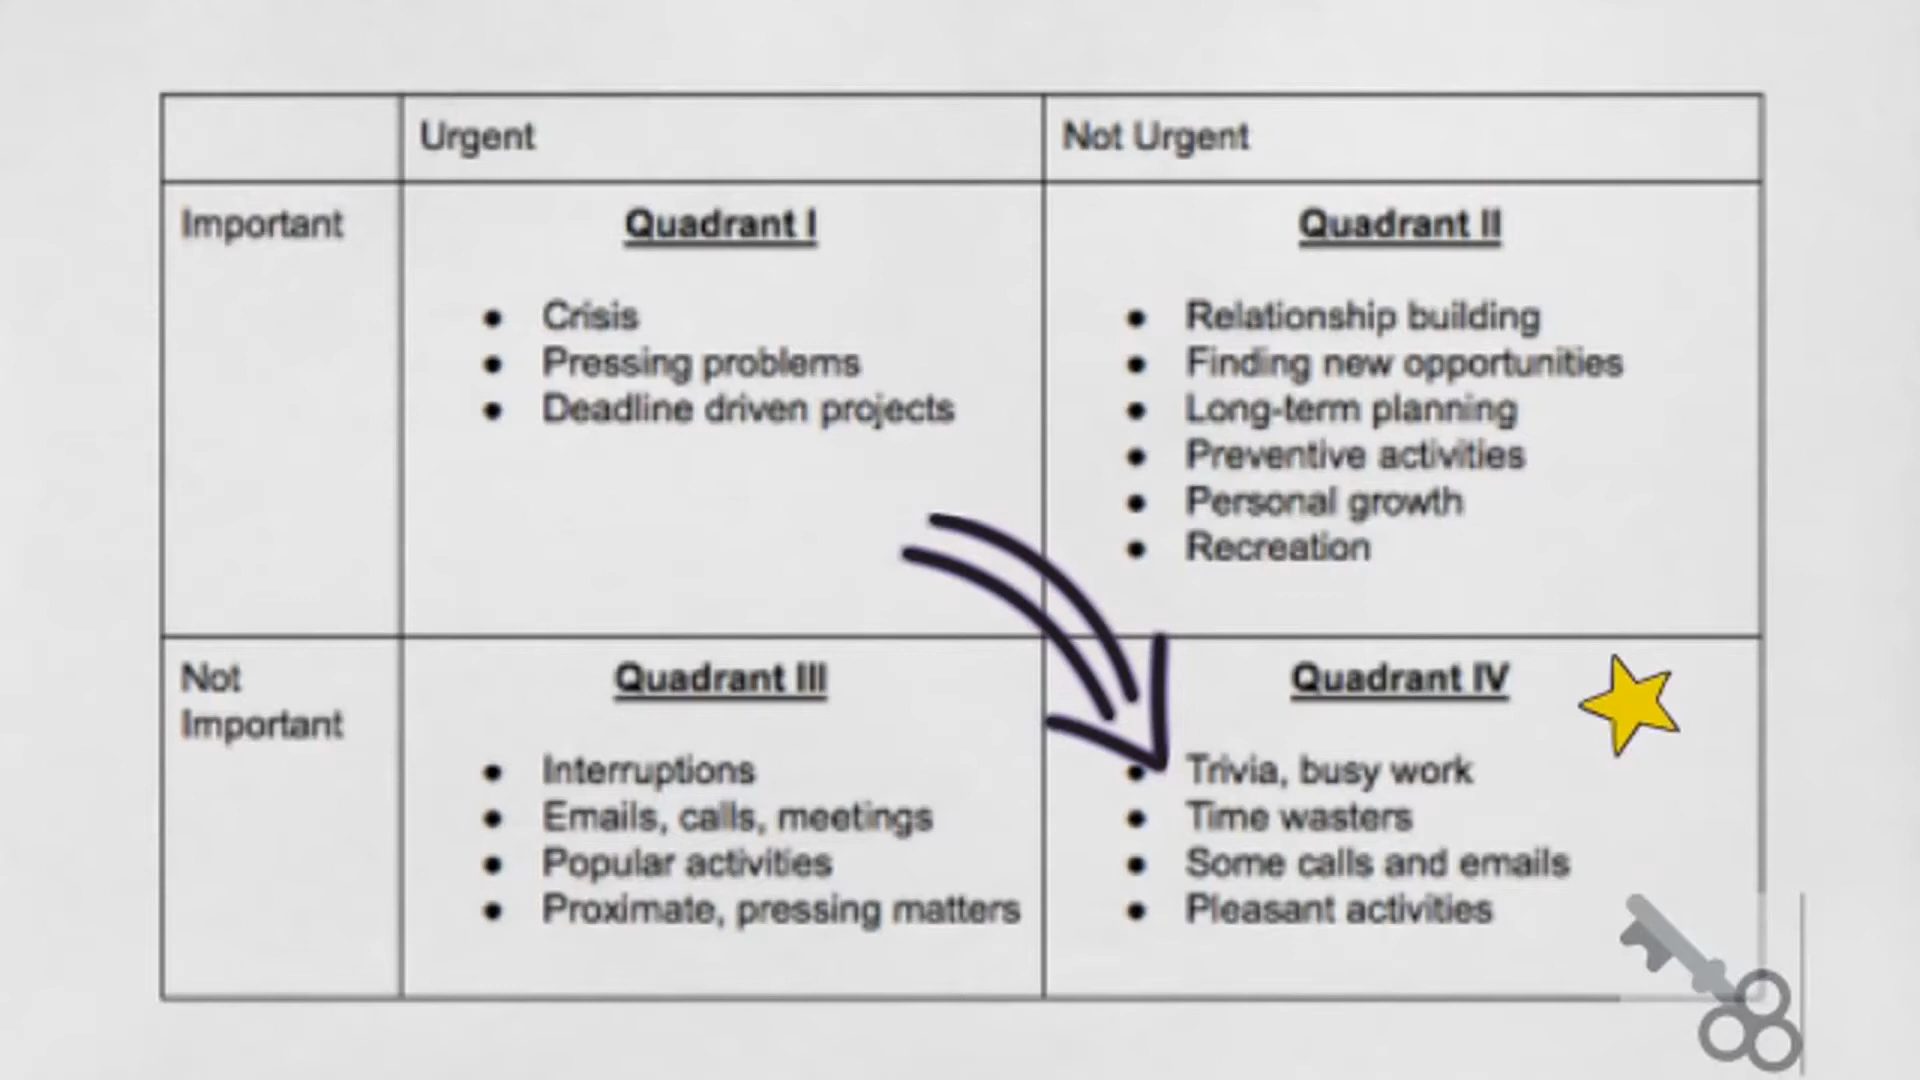 Urgent
Not Urgent
Important
Quadrant I
● Crisis
● Pressing problems
● Deadline driven projects
Quadrant II
● Relationship building
● Finding new opportunities
● Long-term planning
● Preventive activities
● Personal growth
● Recreation
Not
Important
Quadrant III
● Interruptions
● Emails, calls, meetings
● Popular activities
● Proximate, pressing matters
Quadrant IV
● Trivia, busy work
● Time wasters
● Some calls and emails
● Pleasant activities